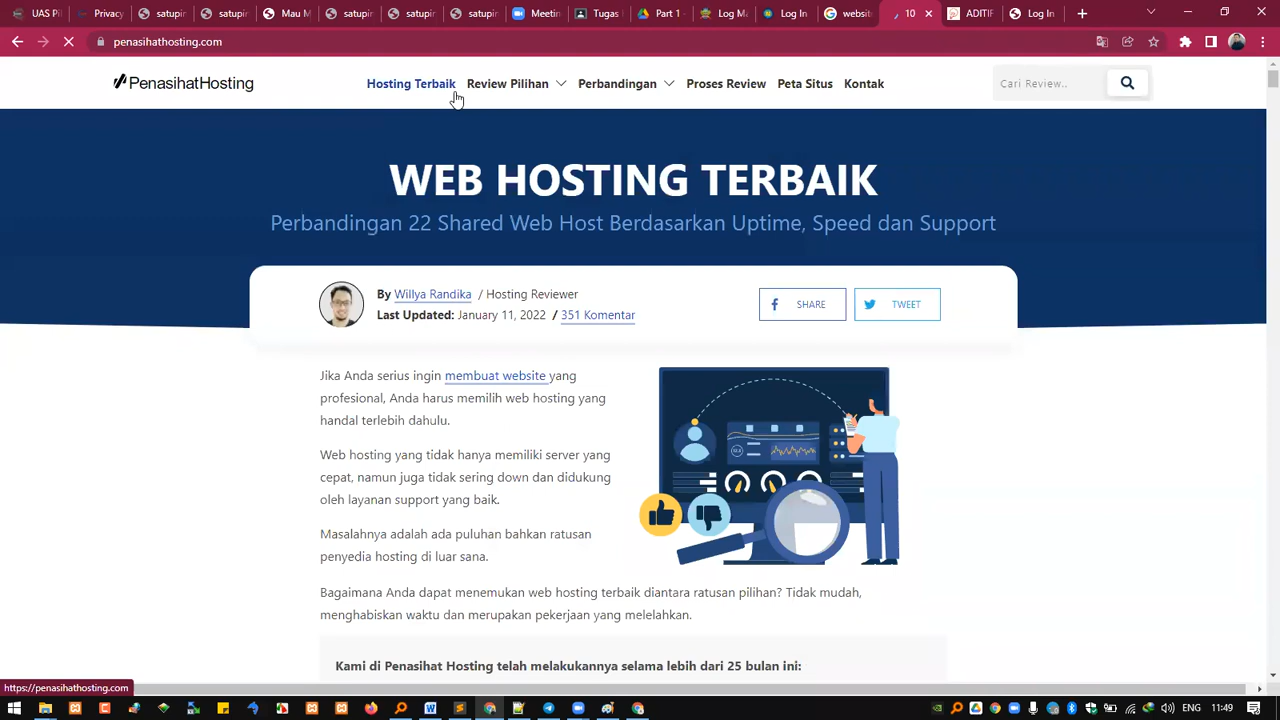 UAS Pi
Privacy
satupir
satupir
Mau M
satupir
satupir
satupir
Meetin
Tugas
Part 1 -
Log M
Log In
websit
10
ADITIF
Log In
penasihathosting.com
PenasihatHosting
Hosting Terbaik
Review Pilihan
Perbandingan
Proses Review
Peta Situs
Kontak
Cari Review..
WEB HOSTING TERBAIK
Perbandingan 22 Shared Web Host Berdasarkan Uptime, Speed dan Support
By Willya Randika / Hosting Reviewer
Last Updated: January 11, 2022 / 351 Komentar
SHARE
TWEET
Jika Anda serius ingin membuat website yang
profesional, Anda harus memilih web hosting yang
handal terlebih dahulu.
Web hosting yang tidak hanya memiliki server yang
cepat, namun juga tidak sering down dan didukung
oleh layanan support yang baik.
Masalahnya adalah ada puluhan bahkan ratusan
penyedia hosting di luar sana.
Bagaimana Anda dapat menemukan web hosting terbaik diantara ratusan pilihan? Tidak mudah,
menghabiskan waktu dan merupakan pekerjaan yang melelahkan.
Kami di Penasihat Hosting telah melakukannya selama lebih dari 25 bulan ini:
https://penasihathosting.com
11:49